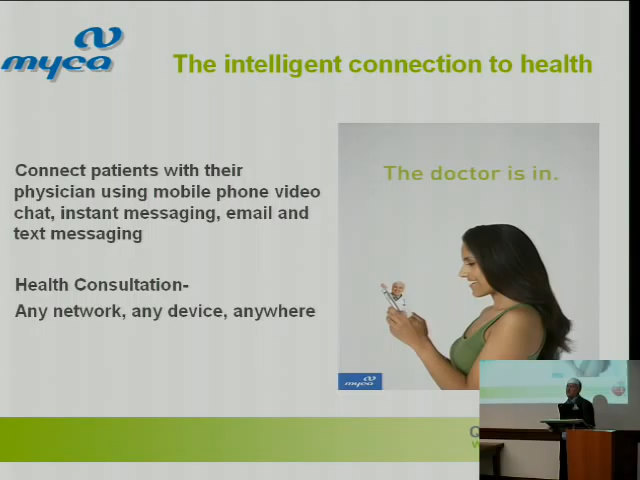 myca
The intelligent connection to health
Connect patients with their
physician using mobile phone video
chat, instant messaging, email and
text messaging
Health Consultation-
Any network, any device, anywhere
The doctor is in.
myca